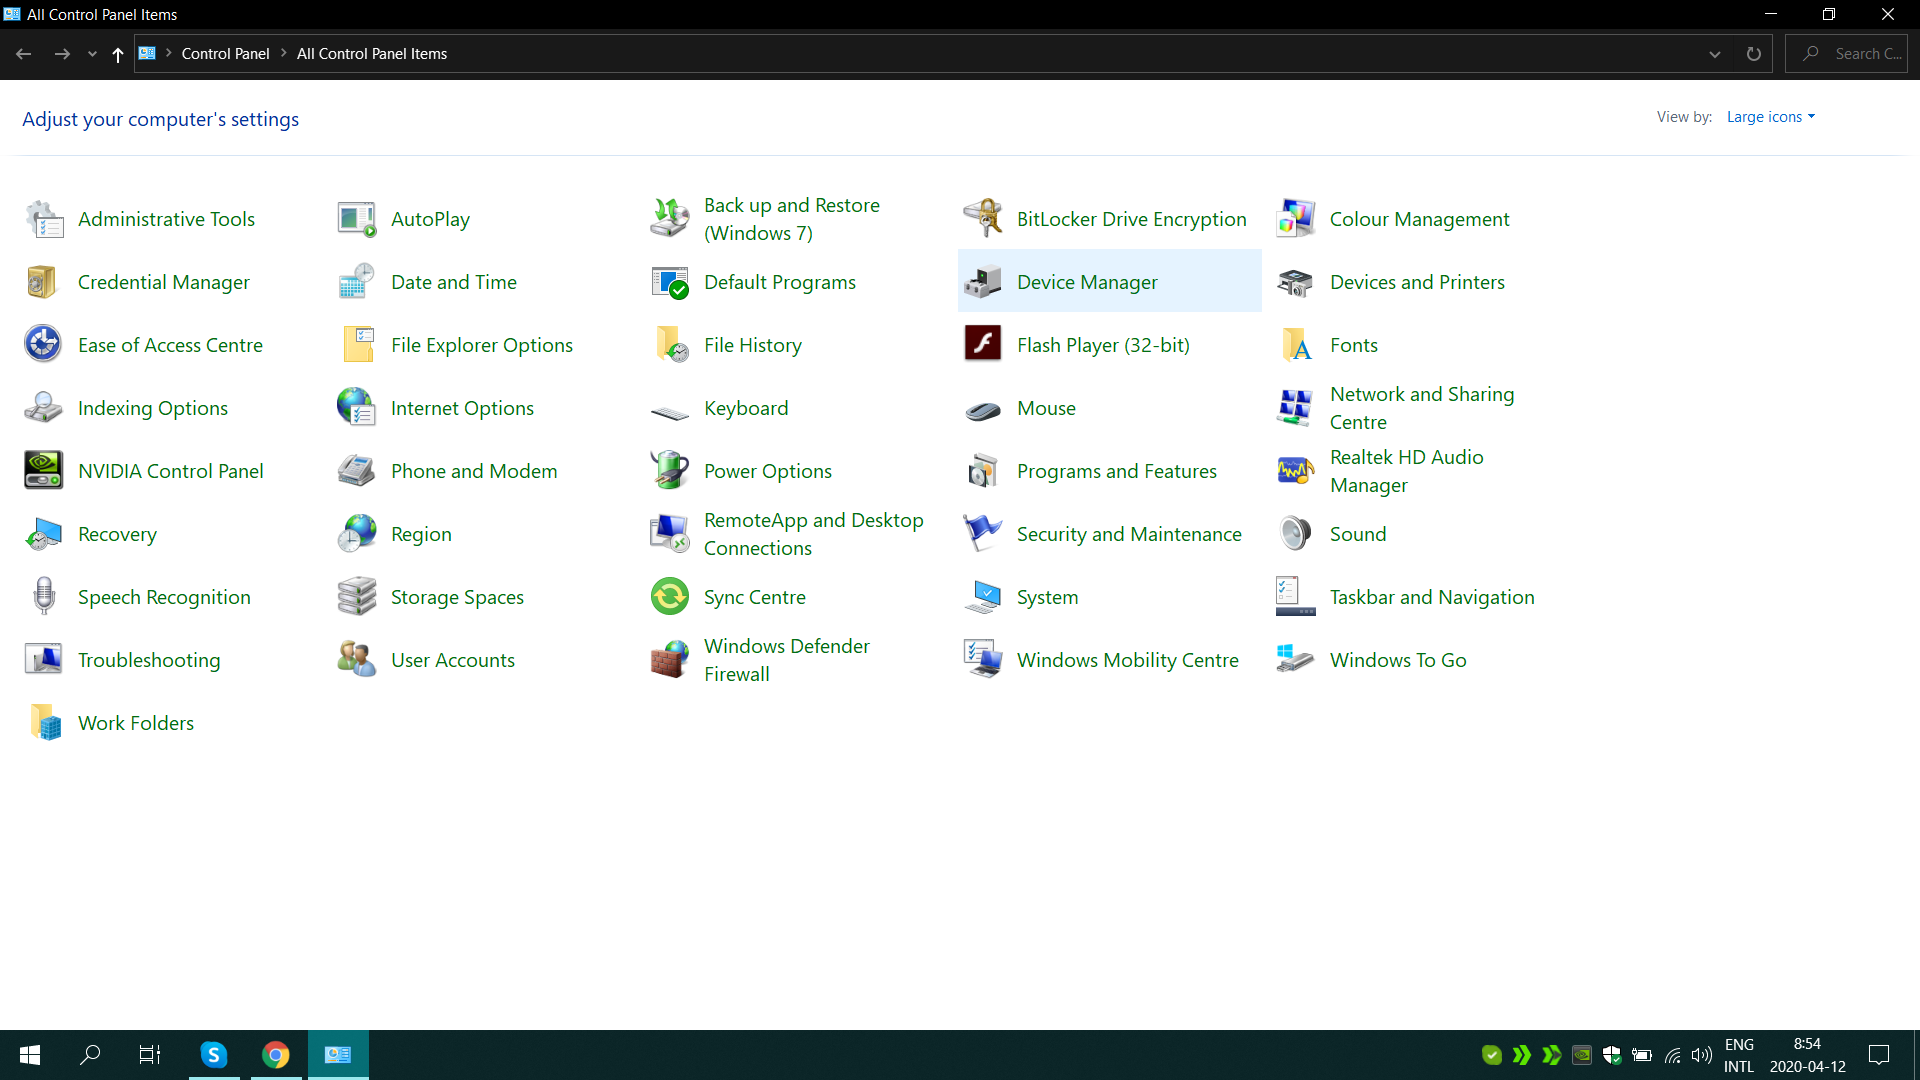 All Control Panel Items
Control Panel > All Control Panel Items
Search C...
Adjust your computer's settings
View by: Large icons
Administrative Tools
AutoPlay
Back up and Restore
(Windows 7)
BitLocker Drive Encryption
Colour Management
Credential Manager
Date and Time
Default Programs
Device Manager
Devices and Printers
Ease of Access Centre
File Explorer Options
File History
Flash Player (32-bit)
Fonts
Indexing Options
Internet Options
Keyboard
Mouse
Network and Sharing
Centre
NVIDIA Control Panel
Phone and Modem
Power Options
Programs and Features
Realtek HD Audio
Manager
Recovery
Region
RemoteApp and Desktop
Connections
Security and Maintenance
Sound
Speech Recognition
Storage Spaces
Sync Centre
System
Taskbar and Navigation
Troubleshooting
User Accounts
Windows Defender
Firewall
Windows Mobility Centre
Windows To Go
Work Folders
ENG
INTL
8:54
2020-04-12